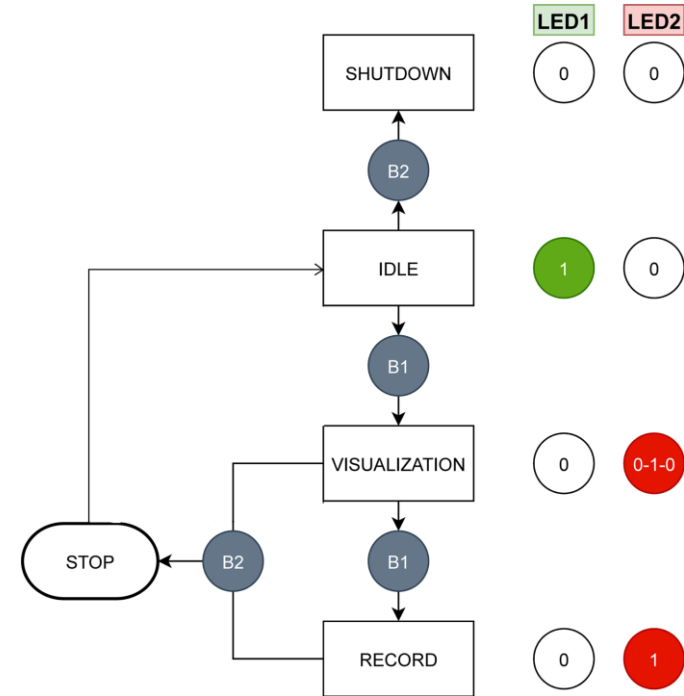 LED1 LED2
SHUTDOWN 0 0
B2
IDLE 1 0
B1
VISUALIZATION 0 0-1-0
STOP B2 B1
RECORD 0 1